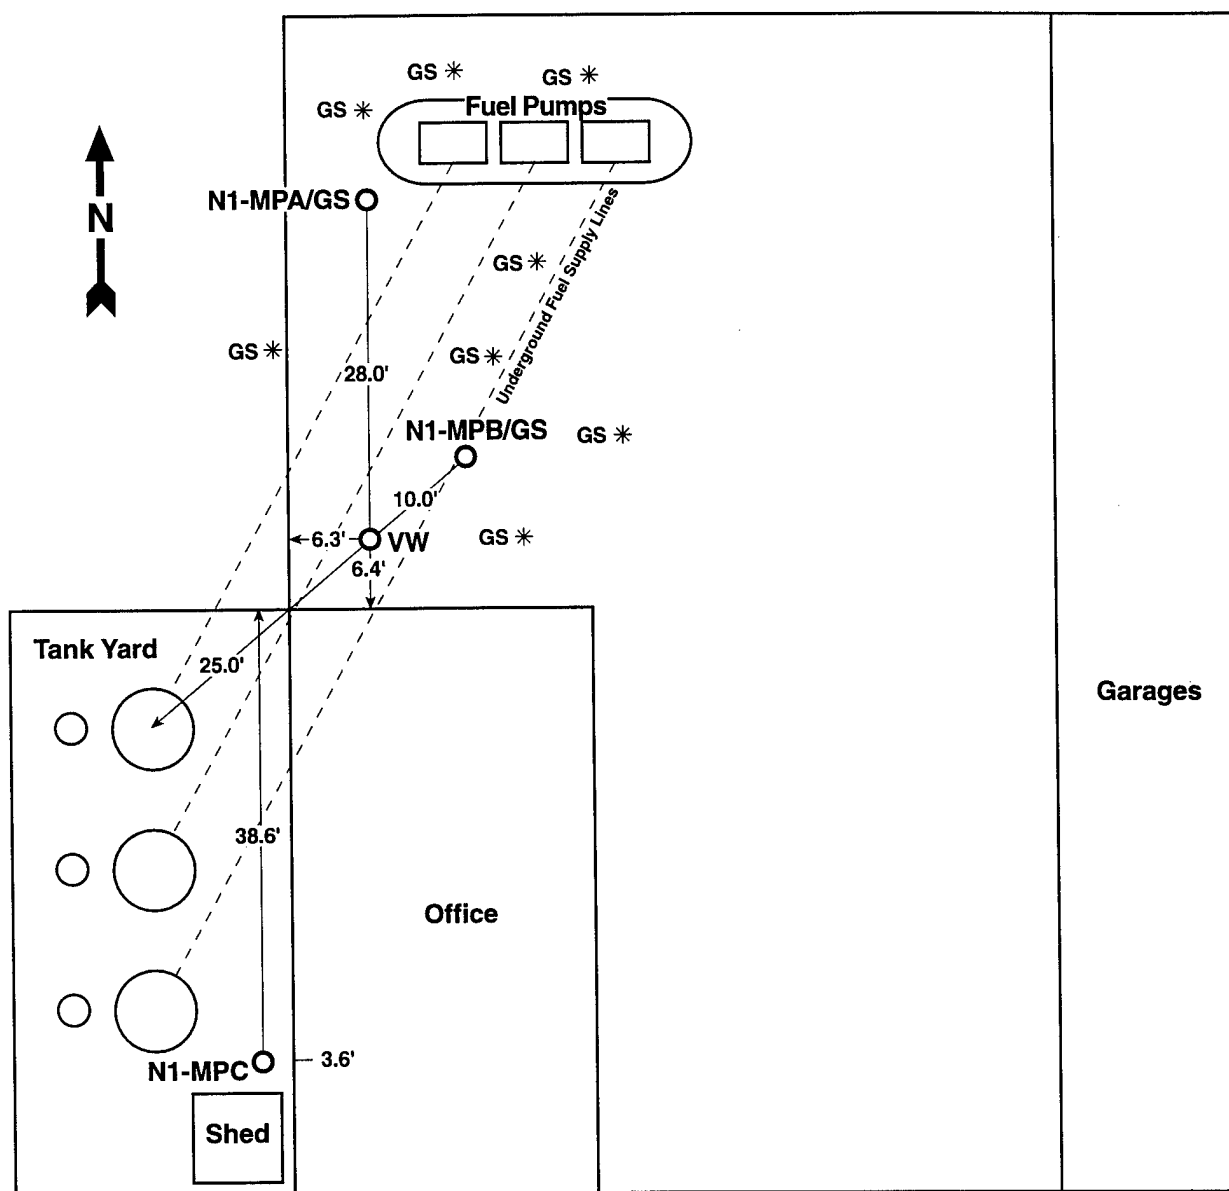 GS
GS
Fuel Pumps
GS
N
N1-MPA/GS
Underground Fuel Supply Lines
GS
GS
GS
28.0'
N1-MPB/GS
GS
10.0'
6.3'
VW
GS
6.4'
Tank Yard
25.0'
Garages
38.6'
Office
N1-MPC
3.6'
Shed